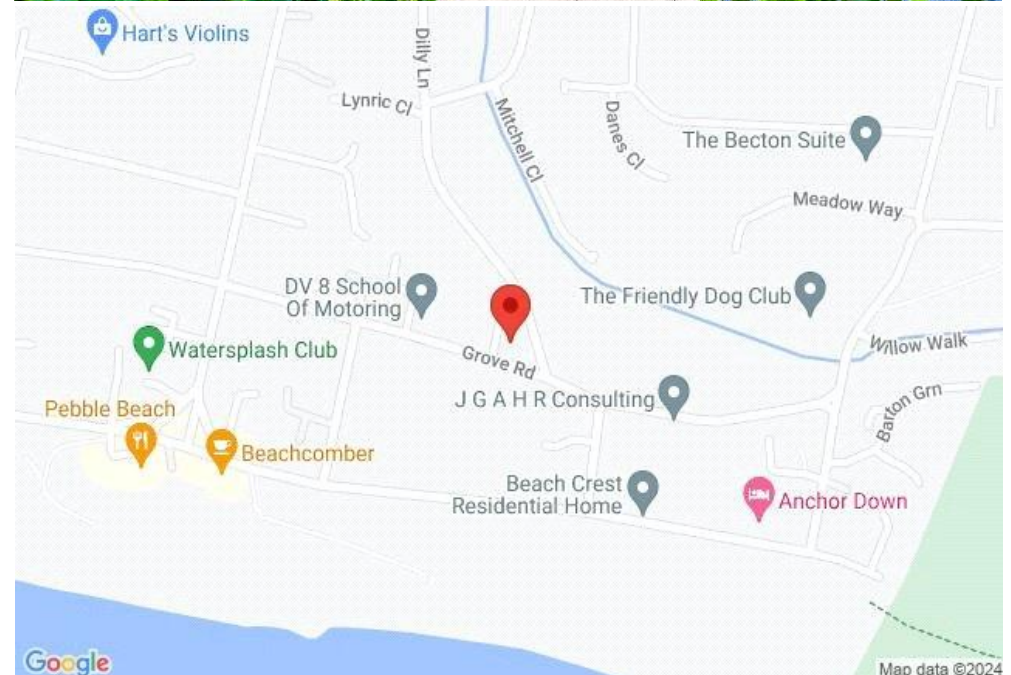 Hart's Violins
Dilly Ln
Lynric Cl
Mitchell Cl
Danes Cl
The Becton Suite
Meadow Way
DV 8 School
Of Motoring
The Friendly Dog Club
Willow Walk
Watersplash Club
Grove Rd
J G A H R Consulting
Barton Grn
Pebble Beach
Beachcomber
Beach Crest
Residential Home
Anchor Down
Google
Map data ©2024